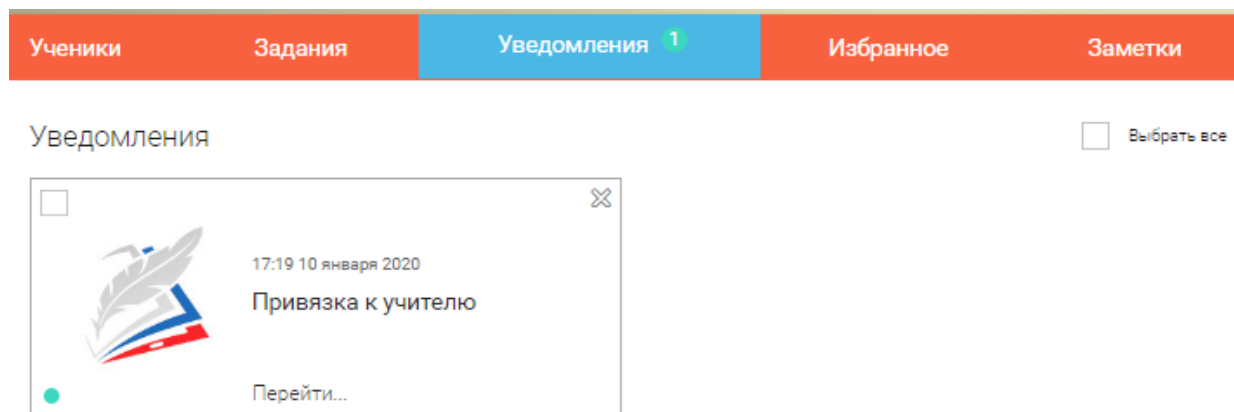 Ученики Задания Уведомления 1 Избранное Заметки
Уведомления Выбрать все
17:19 10 января 2020
Привязка к учителю
Перейти...